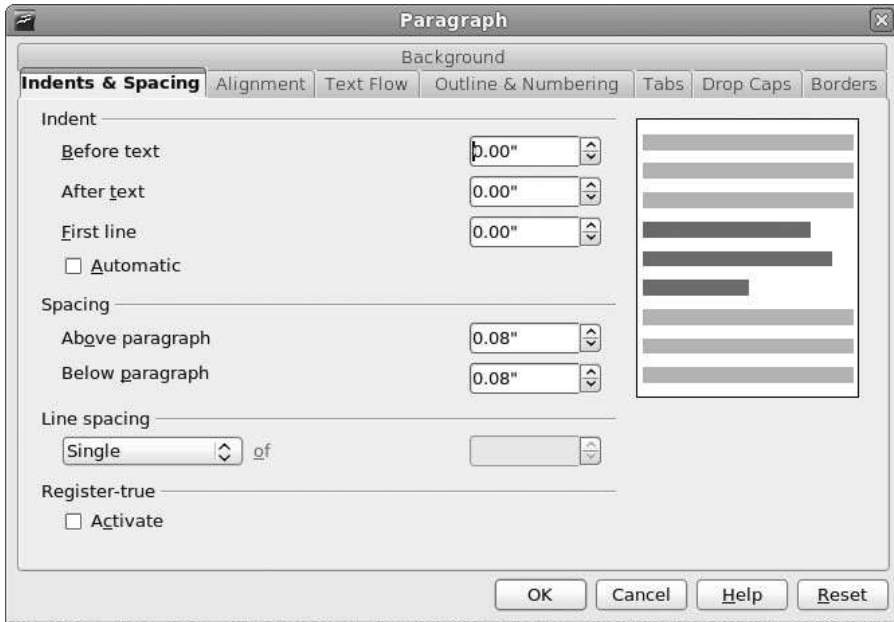 Paragraph
Background
Indents & Spacing Alignment Text Flow Outline & Numbering Tabs Drop Caps Borders
Indent
Before text 0.00"
After text 0.00"
First line 0.00"
Automatic
Spacing
Above paragraph 0.08"
Below paragraph 0.08"
Line spacing
Single of
Register-true
Activate
OK Cancel Help Reset